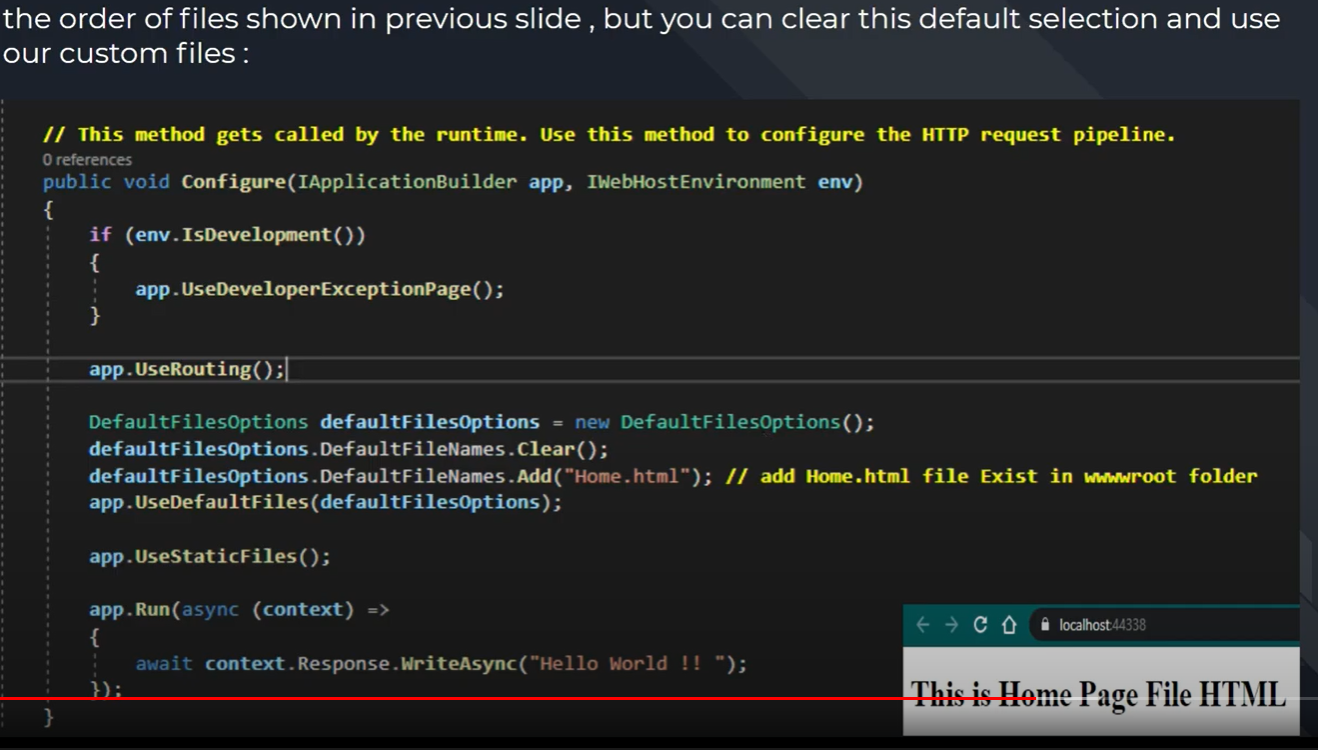 the order of files shown in previous slide , but you can clear this default selection and use
our custom files :
// This method gets called by the runtime. Use this method to configure the HTTP request pipeline.
0 references
public void Configure(IApplicationBuilder app, IWebHostEnvironment env)
{
if (env.IsDevelopment())
{
app.UseDeveloperExceptionPage();
}
app.UseRouting();
DefaultFilesOptions defaultFilesOptions = new DefaultFilesOptions();
defaultFilesOptions.DefaultFileNames.Clear();
defaultFilesOptions.DefaultFileNames.Add("Home.html"); // add Home.html file Exist in wwwwroot folder
app.UseDefaultFiles(defaultFilesOptions);
app.UseStaticFiles();
app.Run(async (context) =>
{
await context.Response.WriteAsync("Hello World !! ");
});
}
localhost:44338
This is Home Page File HTML